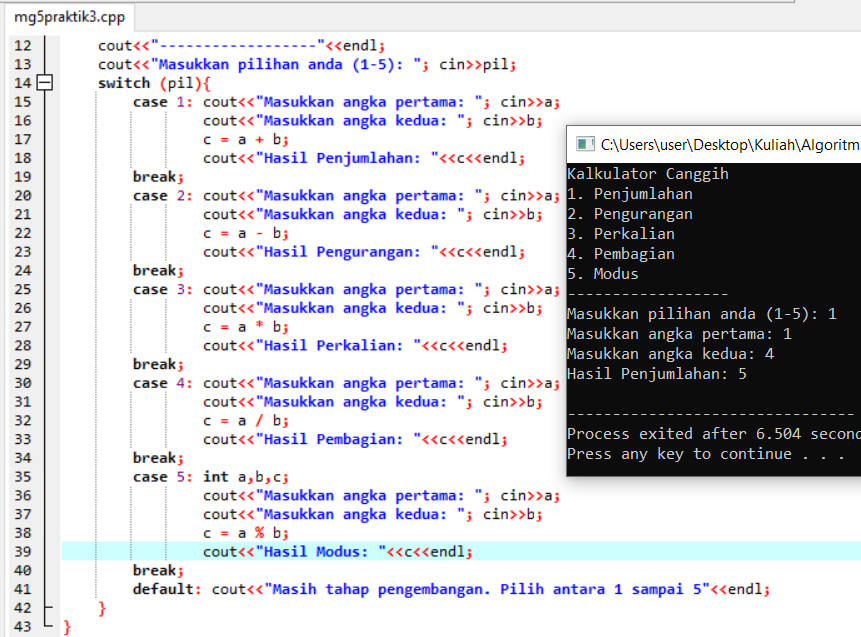 mg5praktik3.cpp
12 cout<<"------------------"<<endl;
13 cout<<"Masukkan pilihan anda (1-5): "; cin>>pil;
14 switch (pil){
15 case 1: cout<<"Masukkan angka pertama: "; cin>>a;
16 cout<<"Masukkan angka kedua: "; cin>>b;
17 c = a + b;
18 cout<<"Hasil Penjumlahan: "<<c<<endl;
19 break;
20 case 2: cout<<"Masukkan angka pertama: "; cin>>a;
21 cout<<"Masukkan angka kedua: "; cin>>b;
22 c = a - b;
23 cout<<"Hasil Pengurangan: "<<c<<endl;
24 break;
25 case 3: cout<<"Masukkan angka pertama: "; cin>>a;
26 cout<<"Masukkan angka kedua: "; cin>>b;
27 c = a * b;
28 cout<<"Hasil Perkalian: "<<c<<endl;
29 break;
30 case 4: cout<<"Masukkan angka pertama: "; cin>>a;
31 cout<<"Masukkan angka kedua: "; cin>>b;
32 c = a / b;
33 cout<<"Hasil Pembagian: "<<c<<endl;
34 break;
35 case 5: int a,b,c;
36 cout<<"Masukkan angka pertama: "; cin>>a;
37 cout<<"Masukkan angka kedua: "; cin>>b;
38 c = a % b;
39 cout<<"Hasil Modus: "<<c<<endl;
40 break;
41 default: cout<<"Masih tahap pengembangan. Pilih antara 1 sampai 5"<<endl;
42 }
43 }
C:\Users\user\Desktop\Kuliah\Algoritm
Kalkulator Canggih
1. Penjumlahan
2. Pengurangan
3. Perkalian
4. Pembagian
5. Modus
------------------
Masukkan pilihan anda (1-5): 1
Masukkan angka pertama: 1
Masukkan angka kedua: 4
Hasil Penjumlahan: 5
--------------------------------
Process exited after 6.504 second
Press any key to continue . . .